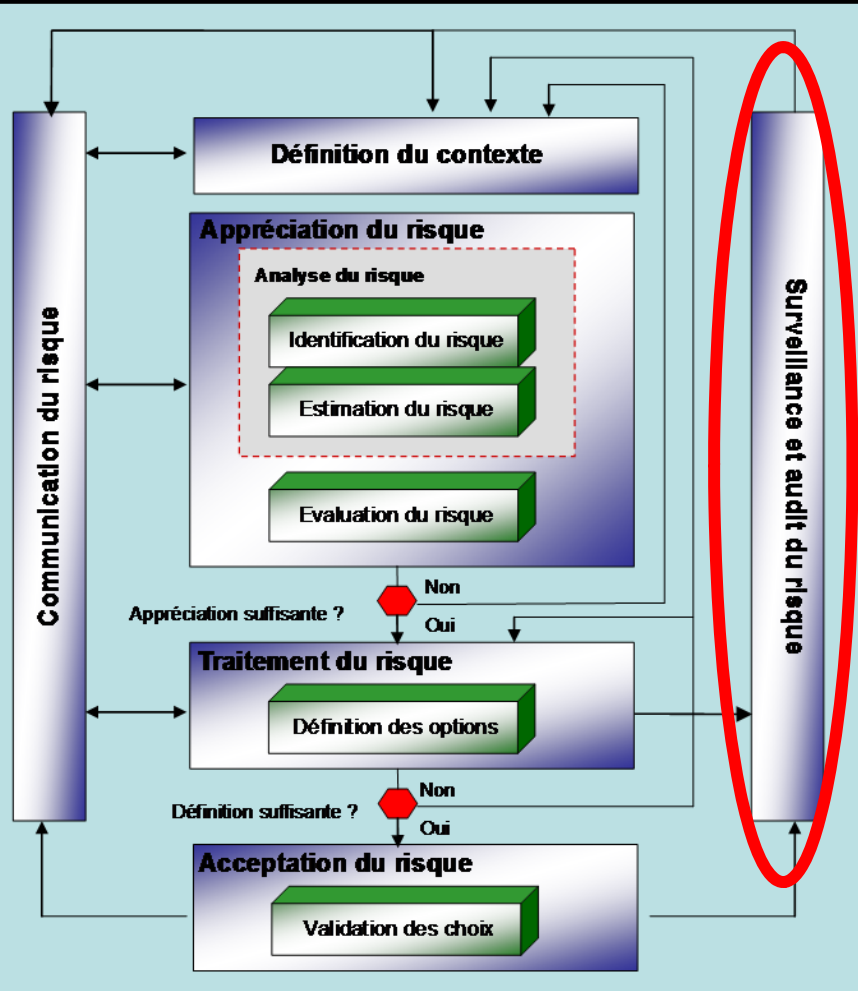 Définition du contexte
Appréciation du risque
Analyse du risque
Identification du risque
Estimation du risque
Evaluation du risque
Non
Appréciation suffisante ?
Oui
Traitement du risque
Définition des options
Non
Définition suffisante ?
Oui
Acceptation du risque
Validation des choix
Communication du risque
Surveillance et audit du risque